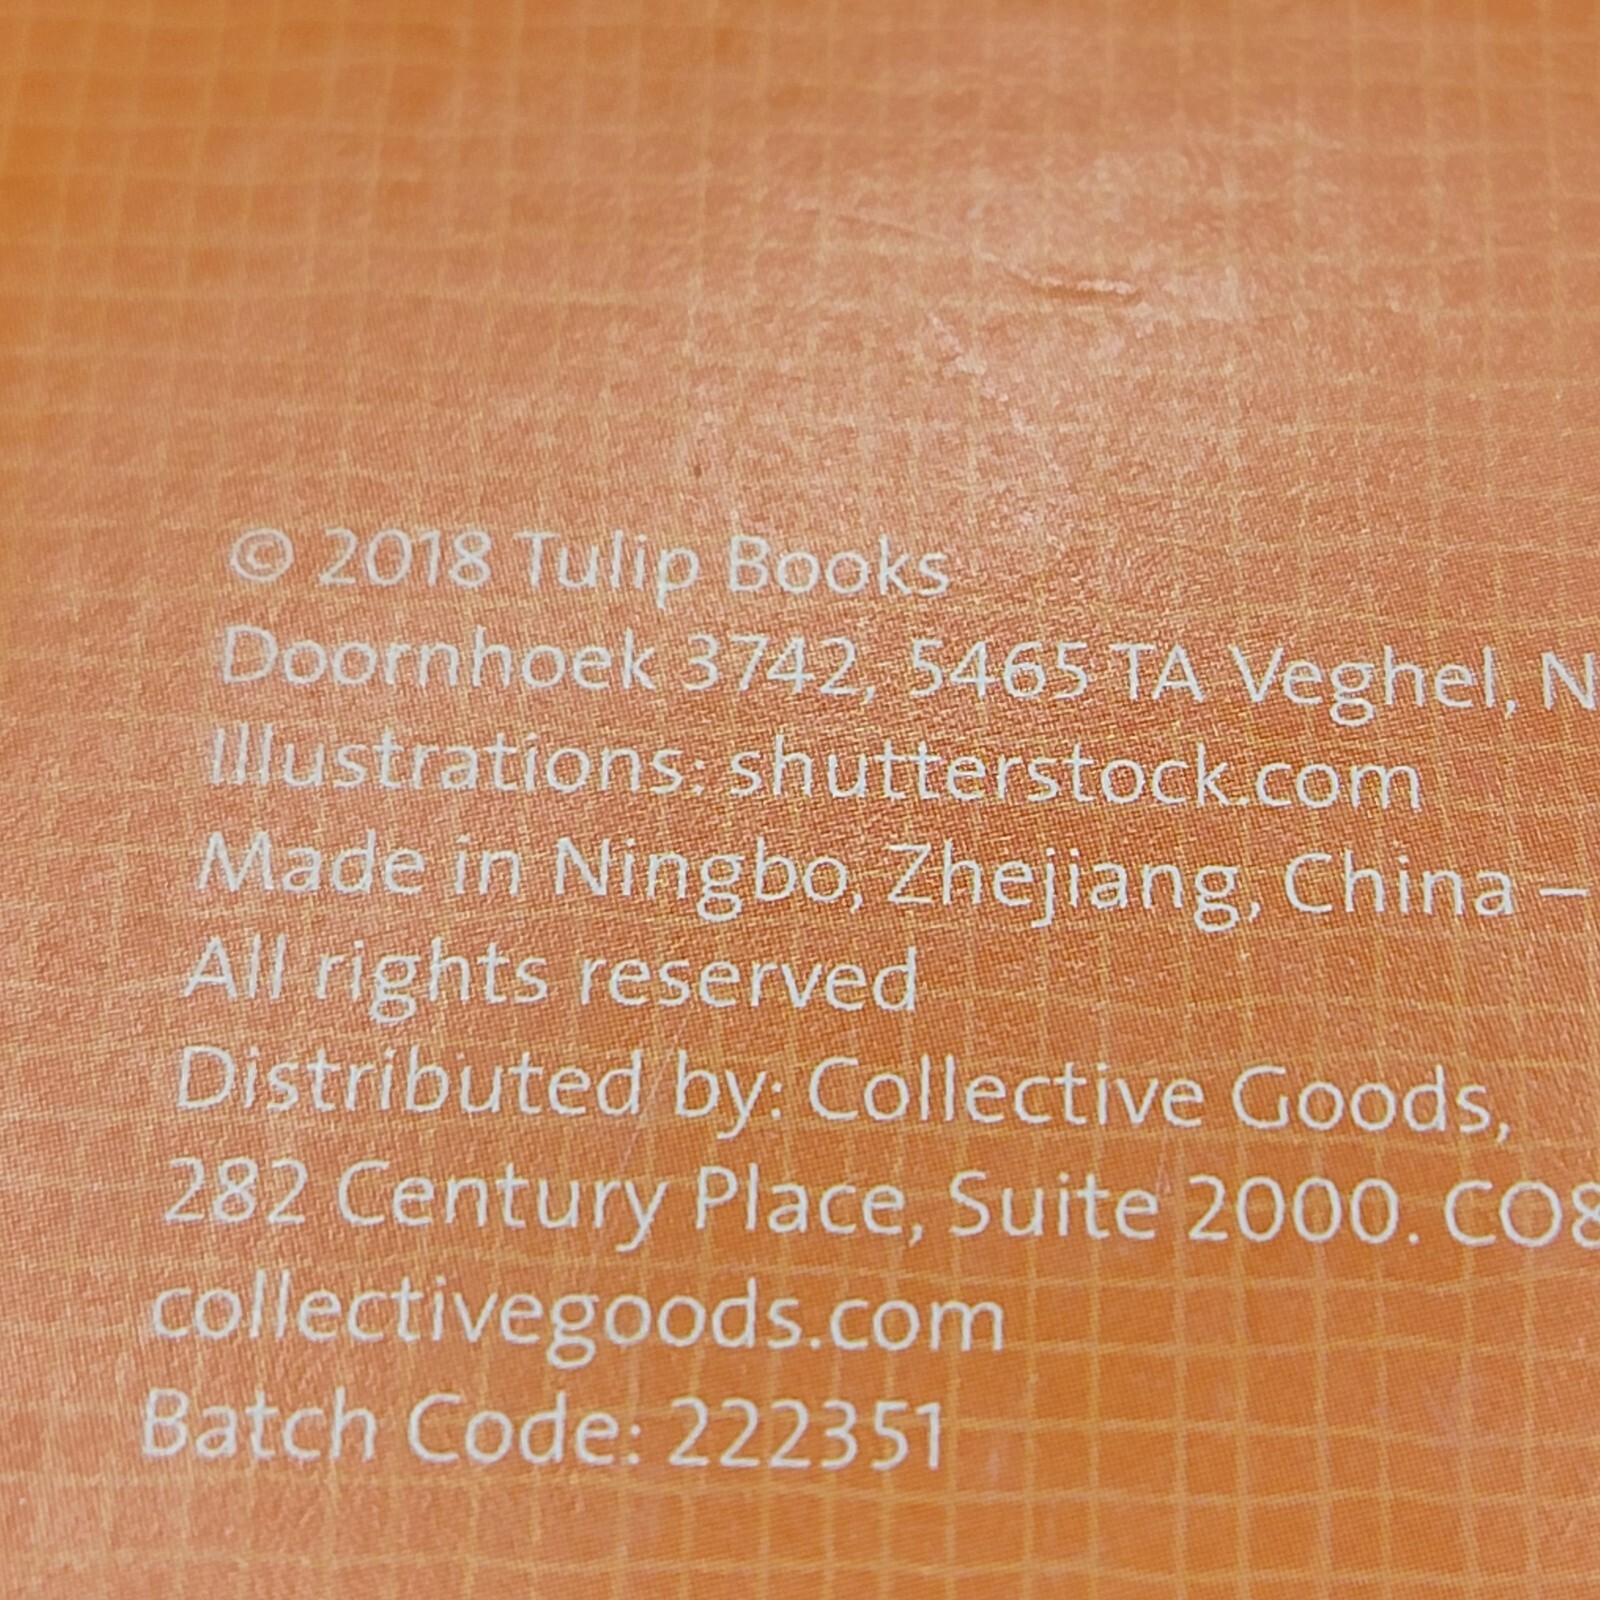 © 2018 Tulip Books
Doornhoek 3742, 5465 TA Veghel, N
Illustrations: shutterstock.com
Made in Ningbo, Zhejiang, China –
All rights reserved
Distributed by: Collective Goods,
282 Century Place, Suite 2000. CO8
collectivegoods.com
Batch Code: 222351